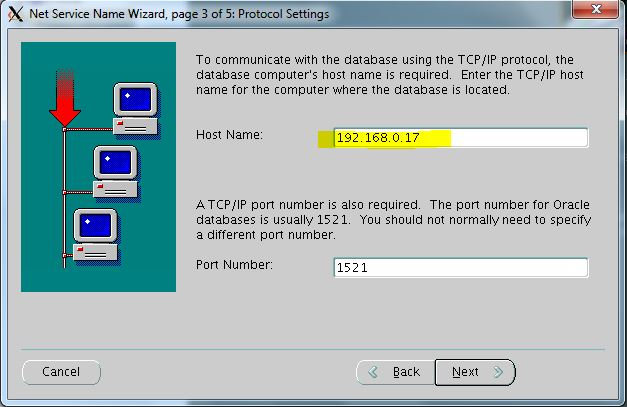 Net Service Name Wizard, page 3 of 5: Protocol Settings
To communicate with the database using the TCP/IP protocol, the
database computer's host name is required.  Enter the TCP/IP host
name for the computer where the database is located.
Host Name:
192.168.0.17
A TCP/IP port number is also required.  The port number for Oracle
databases is usually 1521.  You should not normally need to specify
a different port number.
Port Number:
1521
Cancel
Back
Next